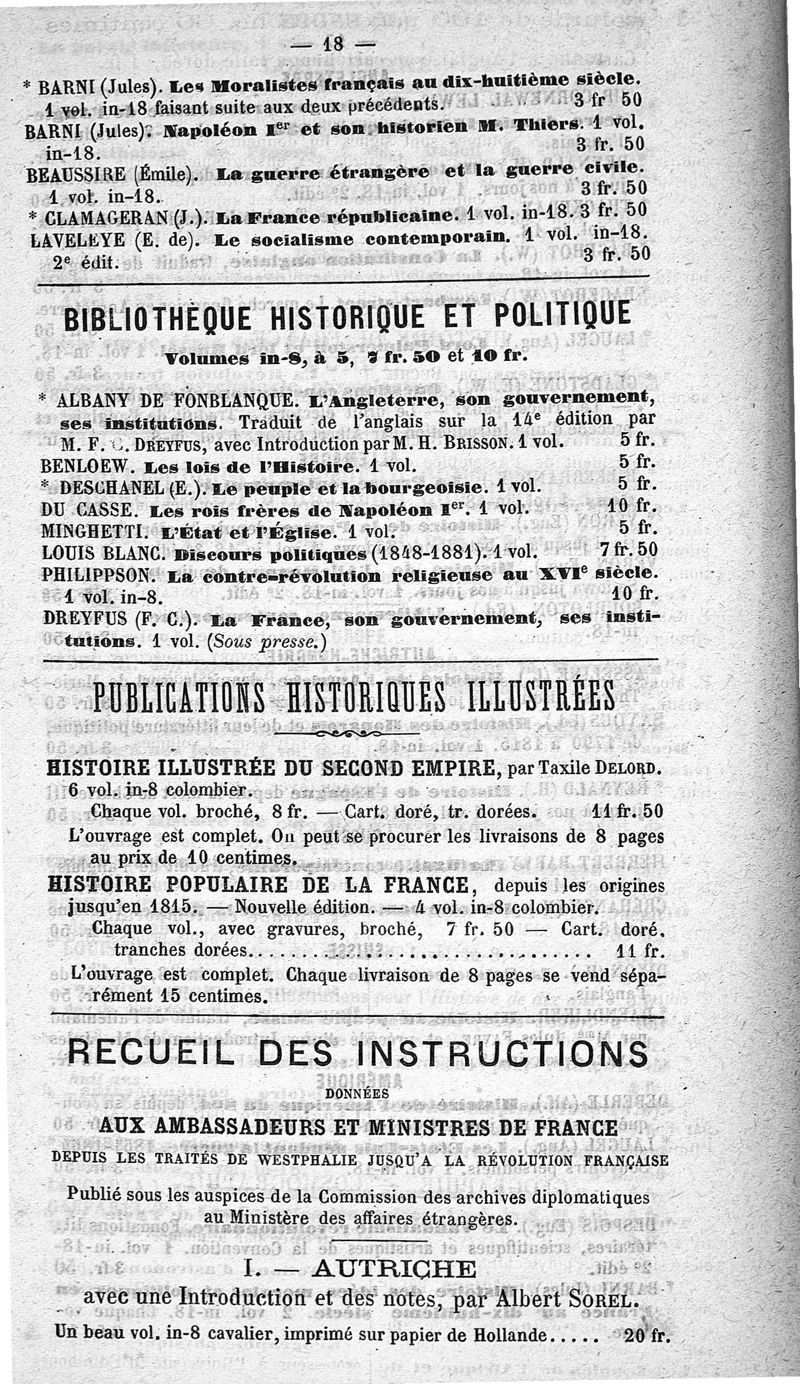 — 18 —
* BARNI (Jules). Les Moralistes français au dix-huitième siècle.
1 vol. in-18 faisant suite aux deux précédents. 3 fr 50
BARNI (Jules). Napoléon Ier et son historien M. Thiers. 1 vol.
in-18. 3 fr. 50
BEAUSSIRE (Émile). La guerre étrangère et la guerre civile.
1 vol. in-18. 3 fr. 50
* CLAMAGERAN (J.). La France républicaine. 1 vol. in-18. 3 fr. 50
LAVELEYE (E. de). Le socialisme contemporain. 1 vol. in-18.
2e édit. 3 fr. 50
BIBLIOTHÈQUE HISTORIQUE ET POLITIQUE
Volumes in-8, à 5, 7 fr. 50 et 10 fr.
* ALBANY DE FONBLANQUE. L'Angleterre, son gouvernement,
ses institutions. Traduit de l'anglais sur la 14e édition par
M. F. C. DREYFUS, avec Introduction par M. H. BRISSON. 1 vol. 5 fr.
BENLOEW. Les lois de l'Histoire. 1 vol. 5 fr.
* DESCHANEL (E.). Le peuple et la bourgeoisie. 1 vol. 5 fr.
DU CASSE. Les rois frères de Napoléon Ier. 1 vol. 10 fr.
MINGHETTI. L'État et l'Église. 1 vol. 5 fr.
LOUIS BLANC. Discours politiques (1848-1881). 1 vol. 7 fr. 50
PHILIPPSON. La contre-révolution religieuse au XVIe siècle.
1 vol. in-8. 10 fr.
DREYFUS (F. C.). La France, son gouvernement, ses insti-
tutions. 1 vol. (Sous presse.)
PUBLICATIONS HISTORIQUES ILLUSTRÉES
HISTOIRE ILLUSTRÉE DU SECOND EMPIRE, par Taxile DELORD.
6 vol. in-8 colombier.
Chaque vol. broché, 8 fr. — Cart. doré, tr. dorées. 11 fr. 50
L'ouvrage est complet. On peut se procurer les livraisons de 8 pages
au prix de 10 centimes.
HISTOIRE POPULAIRE DE LA FRANCE, depuis les origines
jusqu'en 1815. — Nouvelle édition. — 4 vol. in-8 colombier.
Chaque vol., avec gravures, broché, 7 fr. 50 — Cart. doré,
tranches dorées.............................. 11 fr.
L'ouvrage est complet. Chaque livraison de 8 pages se vend sépa-
rément 15 centimes.
RECUEIL DES INSTRUCTIONS
DONNÉES
AUX AMBASSADEURS ET MINISTRES DE FRANCE
DEPUIS LES TRAITÉS DE WESTPHALIE JUSQU'A LA RÉVOLUTION FRANÇAISE
Publié sous les auspices de la Commission des archives diplomatiques
au Ministère des affaires étrangères.
I. — AUTRICHE
avec une Introduction et des notes, par Albert SOREL.
Un beau vol. in-8 cavalier, imprimé sur papier de Hollande..... 20 fr.